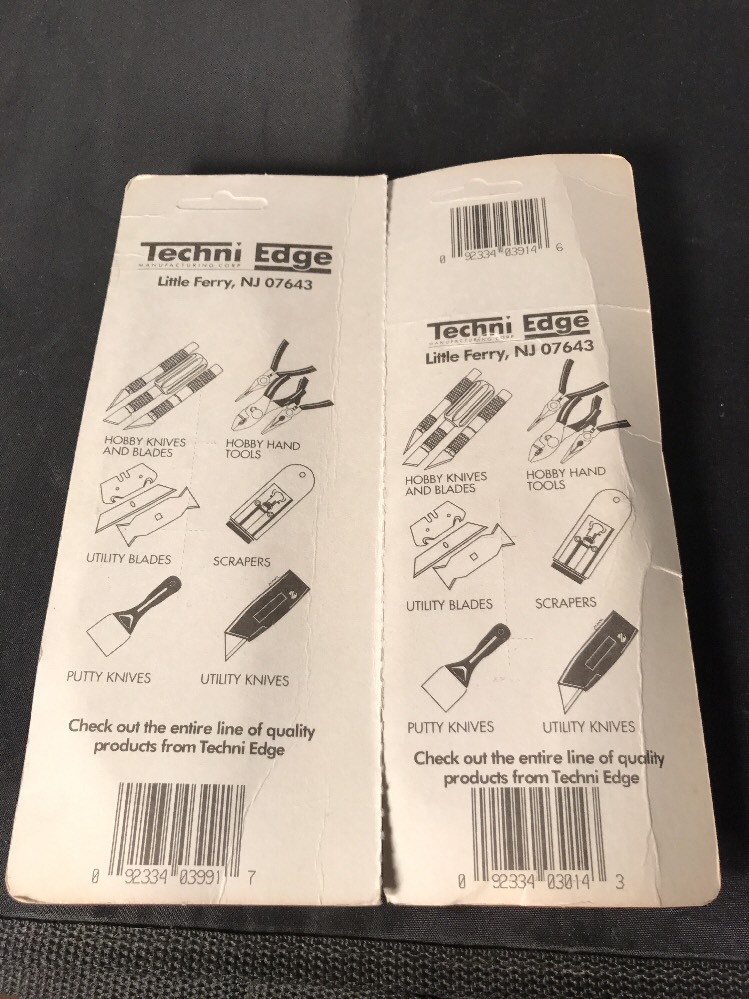 Techni Edge
MANUFACTURING CORP
Little Ferry, NJ 07643
HOBBY KNIVES
AND BLADES
HOBBY HAND
TOOLS
UTILITY BLADES
SCRAPERS
PUTTY KNIVES
UTILITY KNIVES
Check out the entire line of quality
products from Techni Edge
0 92334 03991 7
0 92334 03914 6
Techni Edge
MANUFACTURING CORP
Little Ferry, NJ 07643
HOBBY KNIVES
AND BLADES
HOBBY HAND
TOOLS
UTILITY BLADES
SCRAPERS
PUTTY KNIVES
UTILITY KNIVES
Check out the entire line of quality
products from Techni Edge
0 92334 03014 3